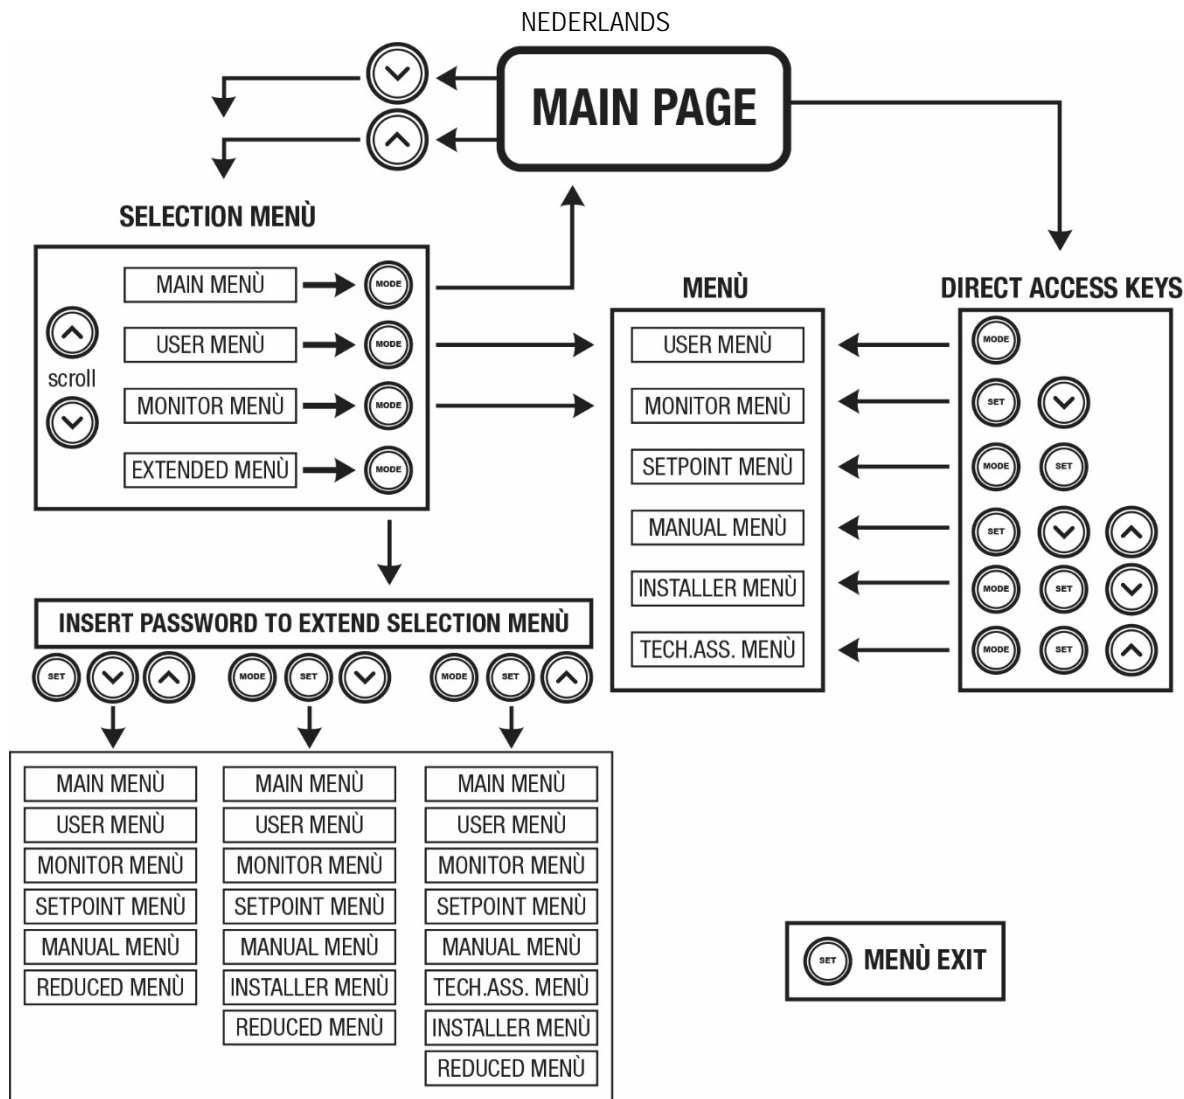 NEDERLANDS
MAIN PAGE
SELECTION MENÙ
MAIN MENÙ MODE
USER MENÙ MODE
scroll
MONITOR MENÙ MODE
EXTENDED MENÙ MODE
MENÙ
USER MENÙ
MONITOR MENÙ
SETPOINT MENÙ
MANUAL MENÙ
INSTALLER MENÙ
TECH.ASS. MENÙ
DIRECT ACCESS KEYS
MODE
SET
MODE SET
SET
MODE SET
MODE SET
INSERT PASSWORD TO EXTEND SELECTION MENÙ
SET MODE SET MODE SET
MAIN MENÙ
USER MENÙ
MONITOR MENÙ
SETPOINT MENÙ
MANUAL MENÙ
REDUCED MENÙ
MAIN MENÙ
USER MENÙ
MONITOR MENÙ
SETPOINT MENÙ
MANUAL MENÙ
INSTALLER MENÙ
REDUCED MENÙ
MAIN MENÙ
USER MENÙ
MONITOR MENÙ
SETPOINT MENÙ
MANUAL MENÙ
TECH.ASS. MENÙ
INSTALLER MENÙ
REDUCED MENÙ
SET MENÙ EXIT